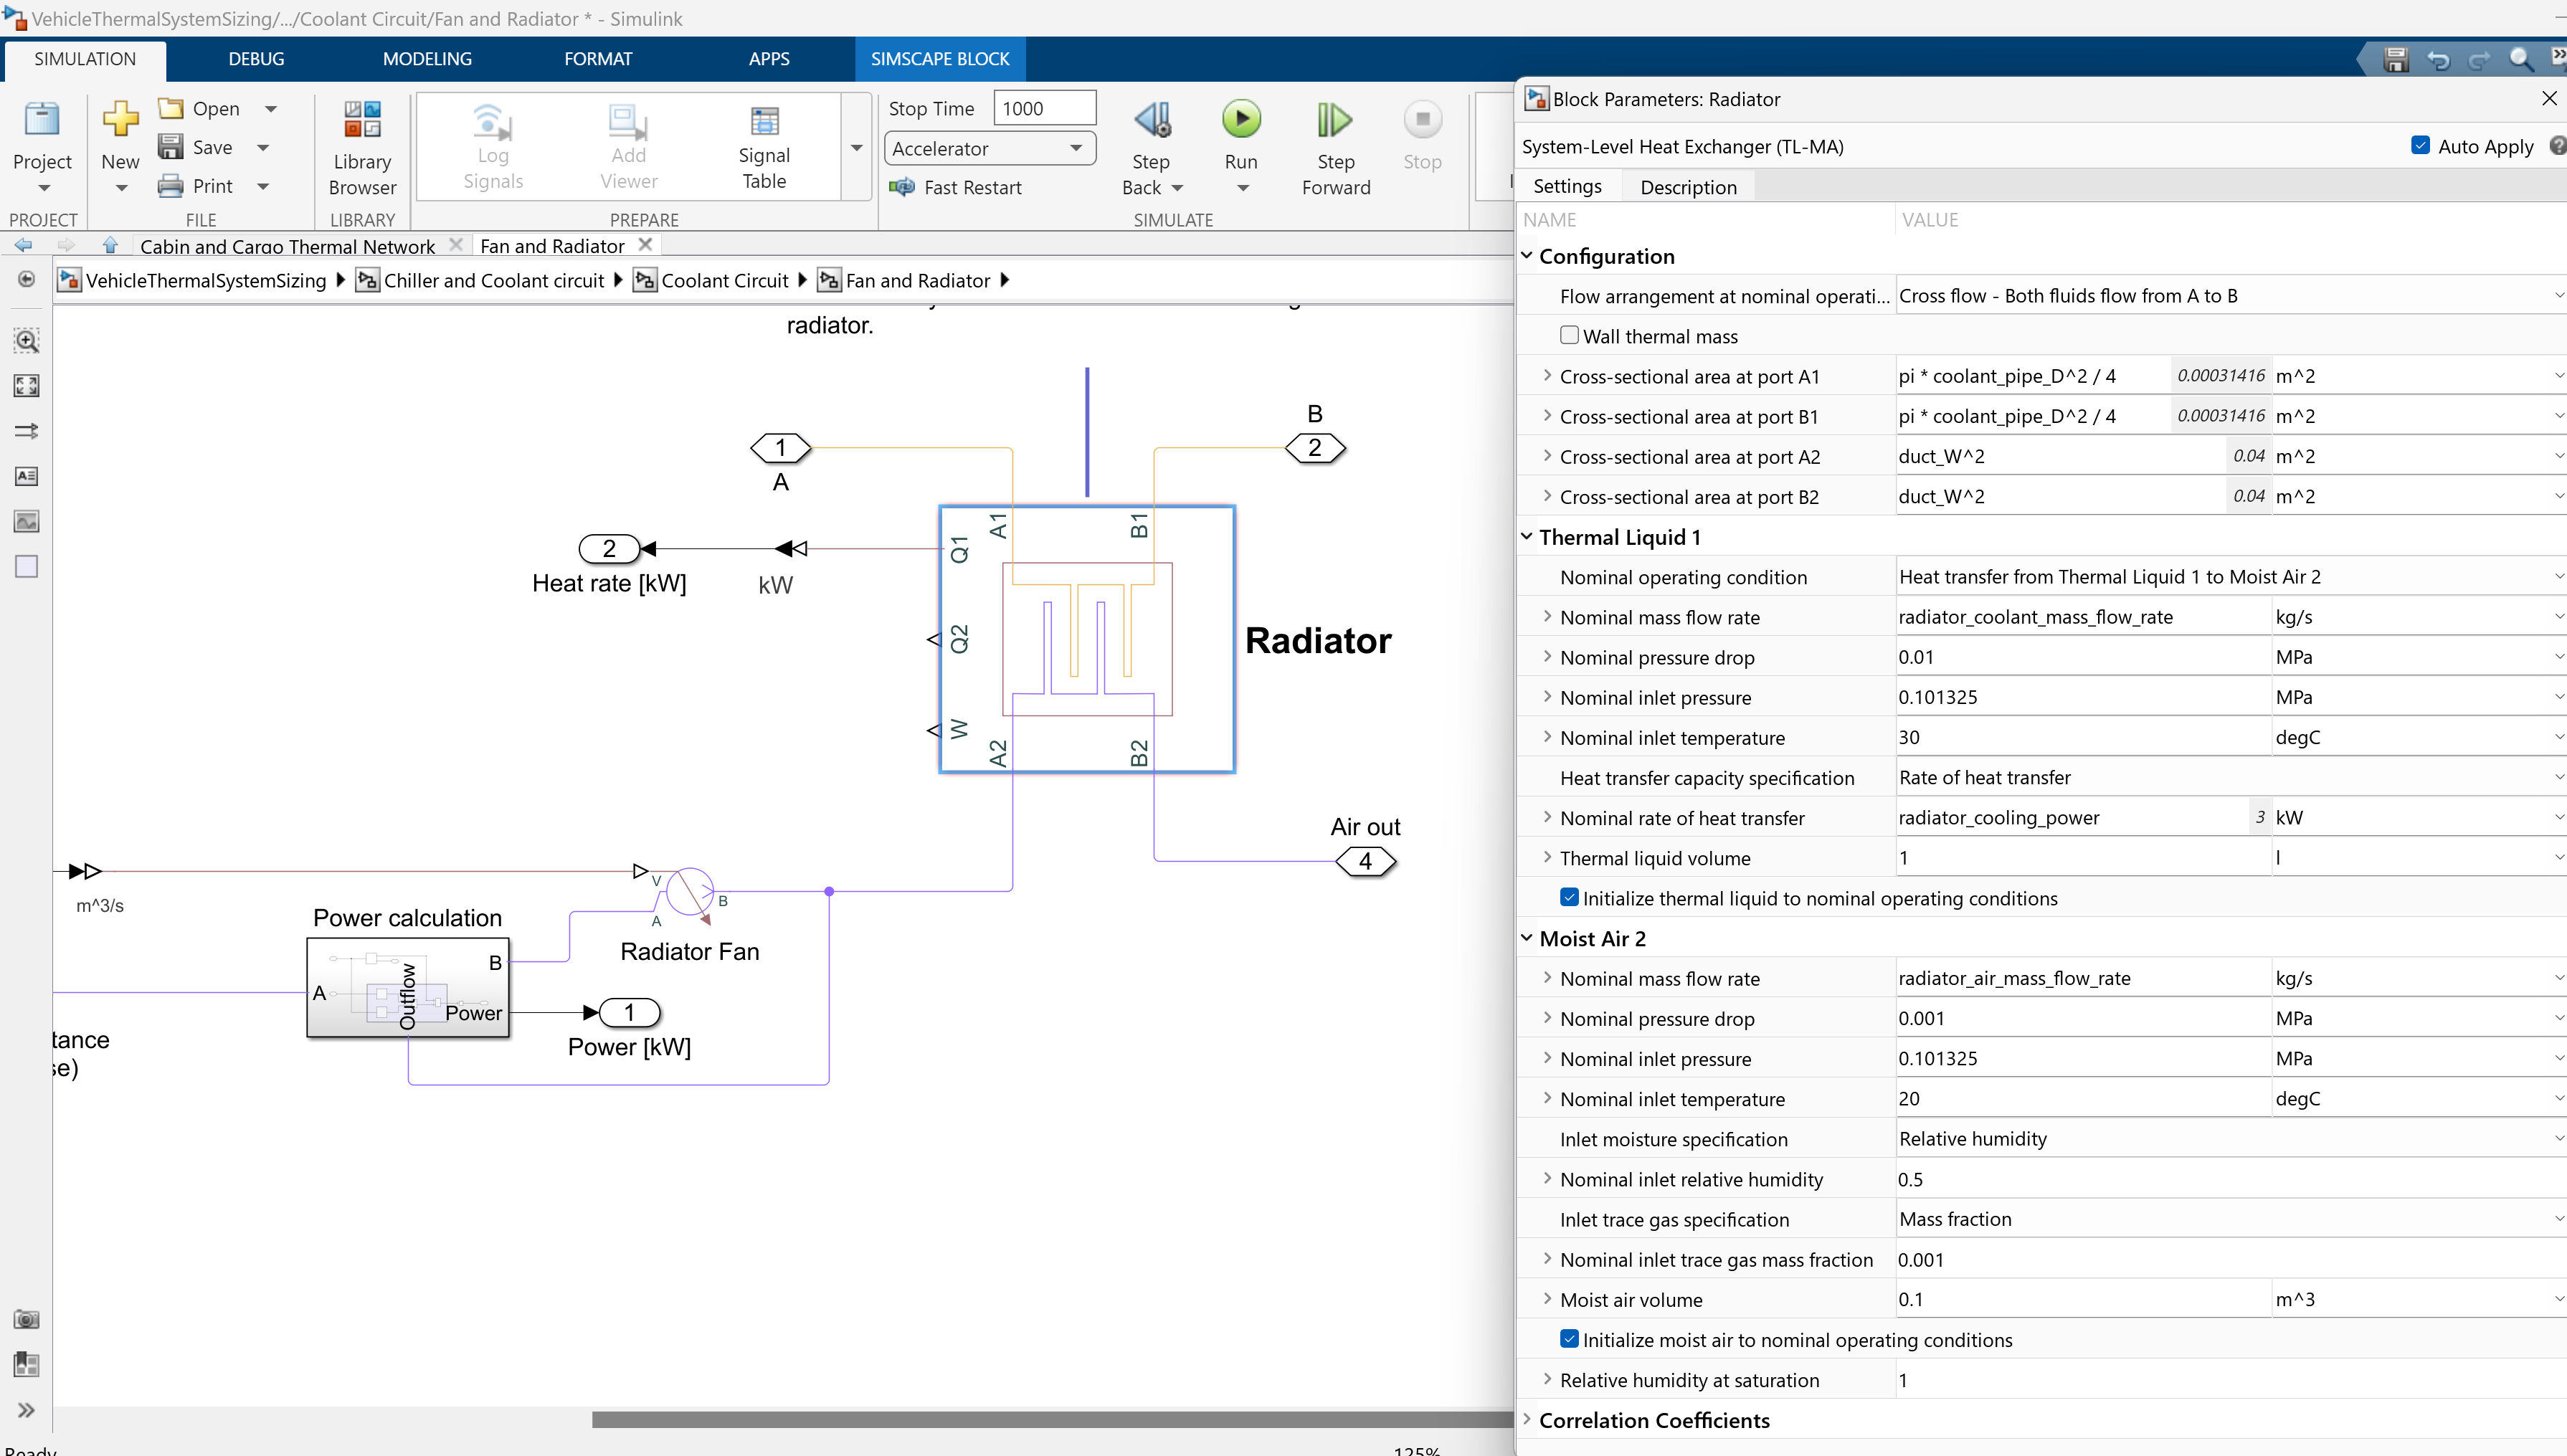 VehicleThermalSystemSizing/.../Coolant Circuit/Fan and Radiator * - Simulink
SIMULATION DEBUG MODELING FORMAT APPS SIMSCAPE BLOCK
Project
PROJECT
New
Open
Save
Print
FILE
Library
Browser
LIBRARY
Log
Signals
Add
Viewer
Signal
Table
PREPARE
Stop Time 1000
Accelerator
Fast Restart
Step
Back
Run
Step
Forward
Stop
SIMULATE
Cabin and Cargo Thermal Network
Fan and Radiator
VehicleThermalSystemSizing Chiller and Coolant circuit Coolant Circuit Fan and Radiator
radiator.
1
A
B
2
2
Heat rate [kW]
kW
A1
B1
Q1
Q2
W
A2
B2
Radiator
Air out
4
m^3/s
V
A
B
Radiator Fan
Power calculation
A
B
Outflow
Power
1
Power [kW]
tance
se)
Ready
125%
Block Parameters: Radiator
System-Level Heat Exchanger (TL-MA) Auto Apply
Settings Description
NAME VALUE
Configuration
Flow arrangement at nominal operati... Cross flow - Both fluids flow from A to B
Wall thermal mass
Cross-sectional area at port A1 pi * coolant_pipe_D^2 / 4 0.00031416 m^2
Cross-sectional area at port B1 pi * coolant_pipe_D^2 / 4 0.00031416 m^2
Cross-sectional area at port A2 duct_W^2 0.04 m^2
Cross-sectional area at port B2 duct_W^2 0.04 m^2
Thermal Liquid 1
Nominal operating condition Heat transfer from Thermal Liquid 1 to Moist Air 2
Nominal mass flow rate radiator_coolant_mass_flow_rate kg/s
Nominal pressure drop 0.01 MPa
Nominal inlet pressure 0.101325 MPa
Nominal inlet temperature 30 degC
Heat transfer capacity specification Rate of heat transfer
Nominal rate of heat transfer radiator_cooling_power 3 kW
Thermal liquid volume 1 l
Initialize thermal liquid to nominal operating conditions
Moist Air 2
Nominal mass flow rate radiator_air_mass_flow_rate kg/s
Nominal pressure drop 0.001 MPa
Nominal inlet pressure 0.101325 MPa
Nominal inlet temperature 20 degC
Inlet moisture specification Relative humidity
Nominal inlet relative humidity 0.5
Inlet trace gas specification Mass fraction
Nominal inlet trace gas mass fraction 0.001
Moist air volume 0.1 m^3
Initialize moist air to nominal operating conditions
Relative humidity at saturation 1
Correlation Coefficients